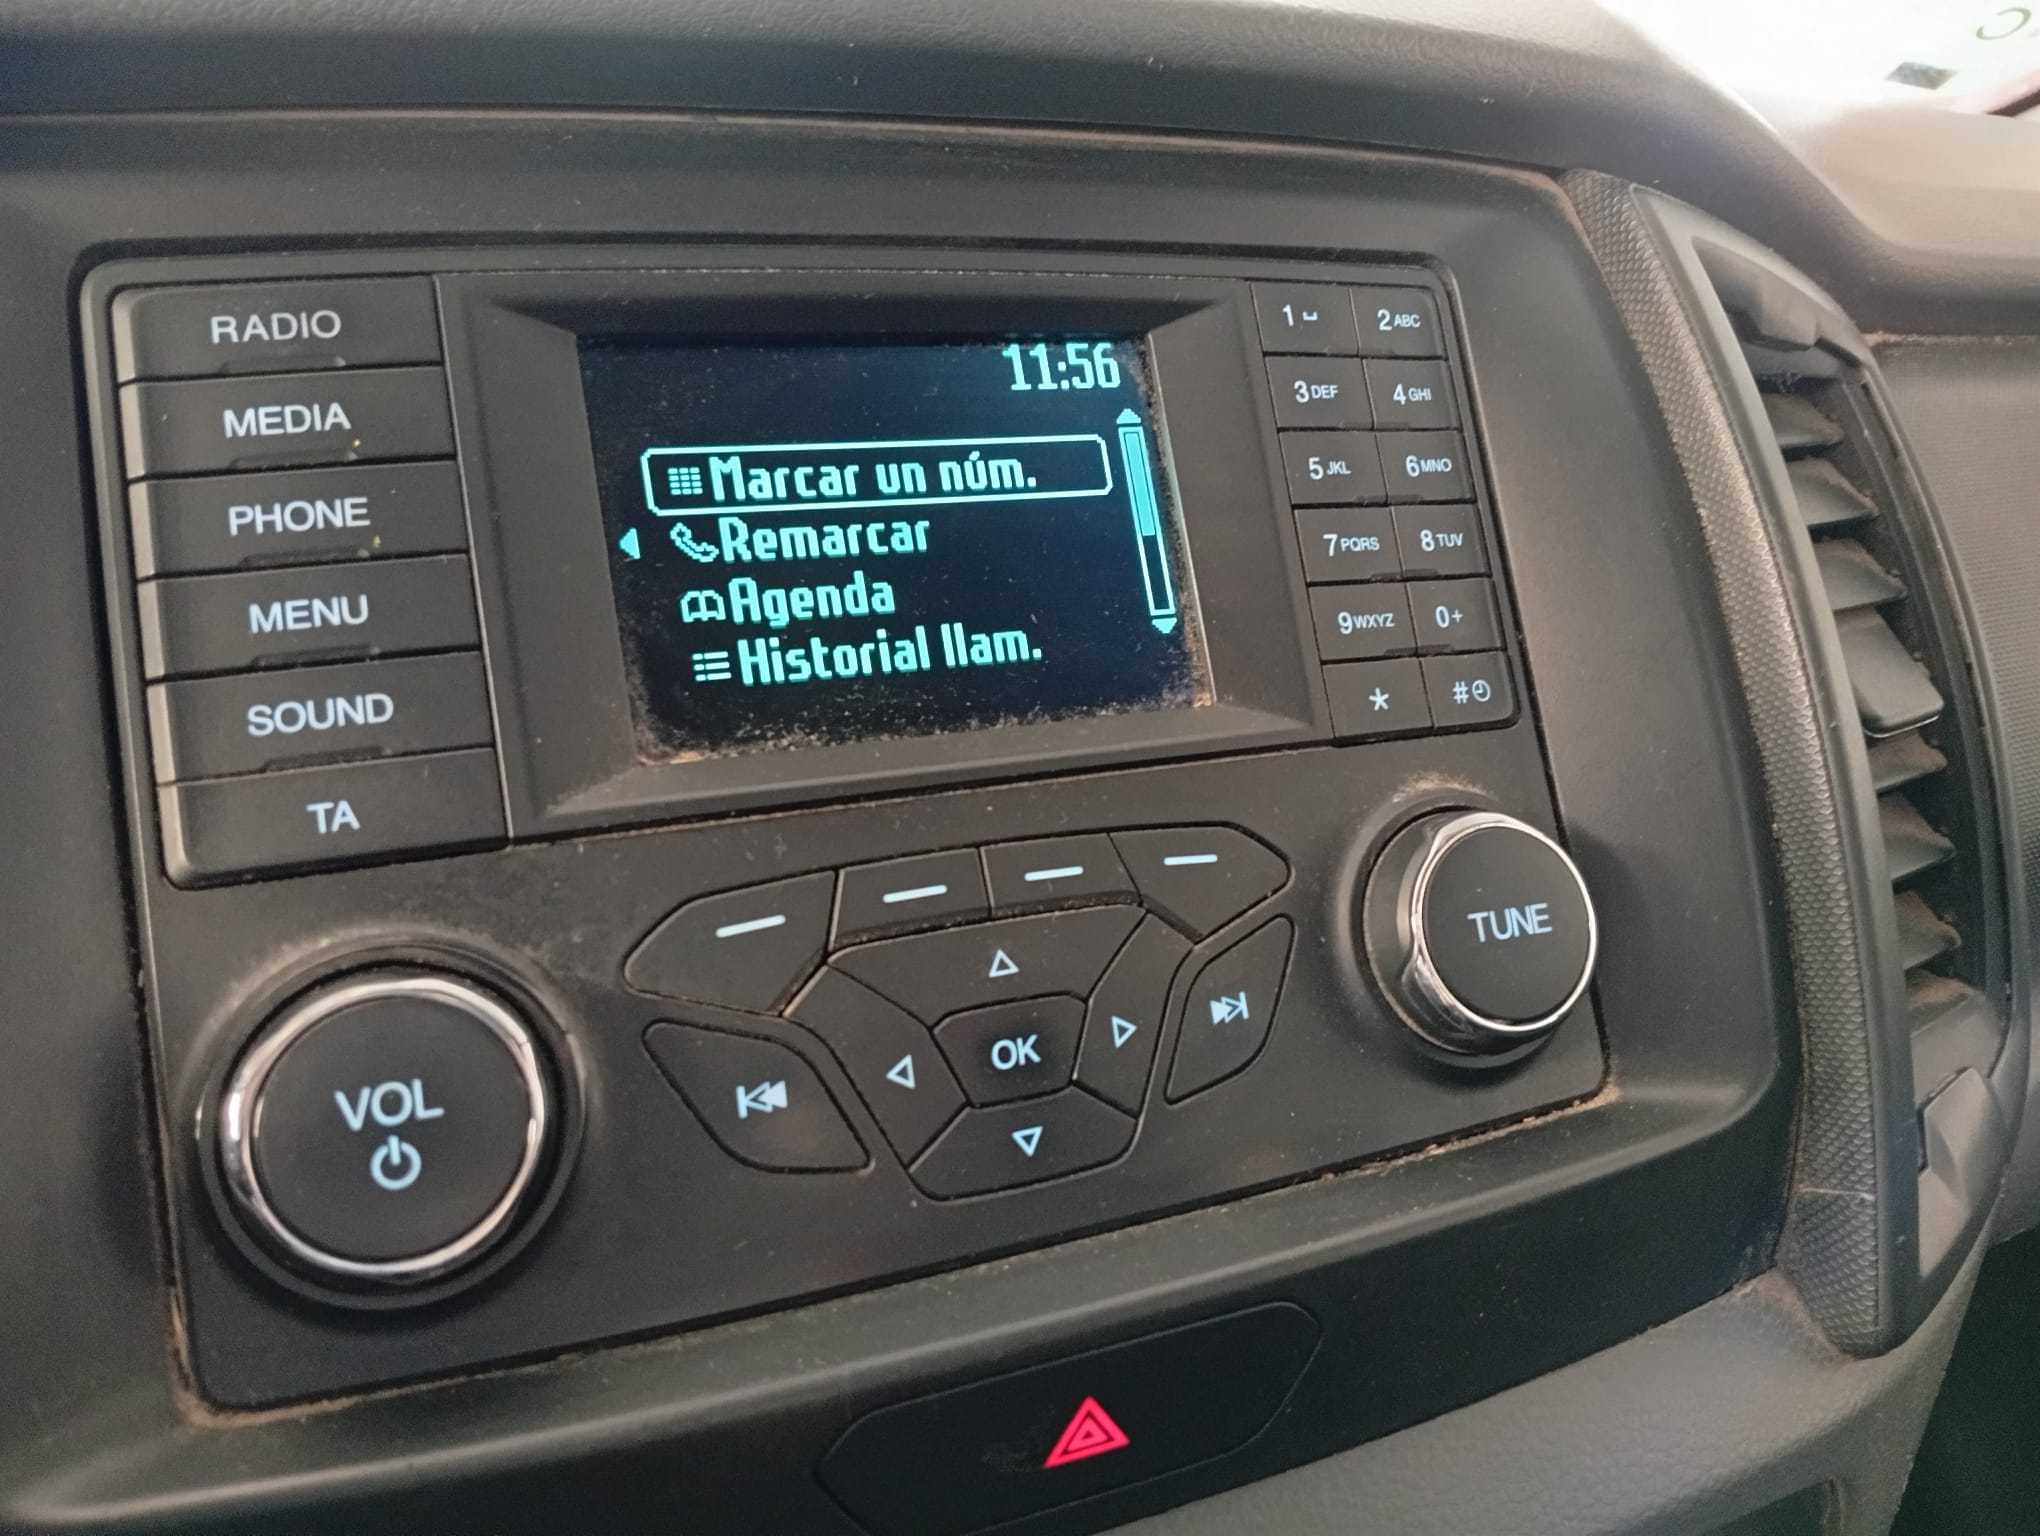 RADIO
MEDIA
PHONE
MENU
SOUND
TA
11:56
Marcar un núm.
Remarcar
Agenda
Historial llam.
1
2ABC
3DEF
4GHI
5JKL
6MNO
7PQRS
8TUV
9WXYZ
0+
*
#
VOL
OK
TUNE